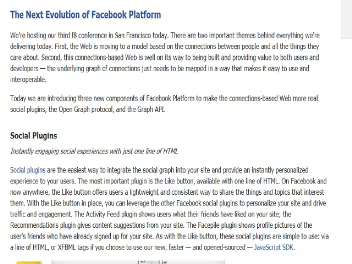 The Next Evolution of Facebook Platform
We're hosting our third f8 conference in San Francisco today. There are two important themes behind everything we're
delivering today. First, the Web is moving to a model based on the connections between people and all the things they
care about. Second, this connections-based Web is well on its way to being built and providing value to both users and
developers — the underlying graph of connections just needs to be mapped in a way that makes it easy to use and
interoperable.
Today we are introducing three new components of Facebook Platform to make the connections-based Web more real:
social plugins, the Open Graph protocol, and the Graph API.
Social Plugins
Instantly engaging social experiences with just one line of HTML
Social plugins are the easiest way to integrate the social graph into your site and provide an instantly personalized
experience to your users. The most important plugin is the Like button, available with one line of HTML. On Facebook and
now anywhere, the Like button offers users a lightweight and consistent way to share the things and topics that interest
them. With the Like button in place, you can leverage the other Facebook social plugins to personalize your site and drive
traffic and engagement. The Activity Feed plugin shows users what their friends have liked on your site; the
Recommendations plugin gives content suggestions from your site. The Facepile plugin shows profile pictures of the
user's friends who have already signed up for your site. As with the Like button, these social plugins are simple to use: via
a line of HTML, or XFBML tags if you choose to use our new, faster — and opened-sourced — JavaScript SDK.